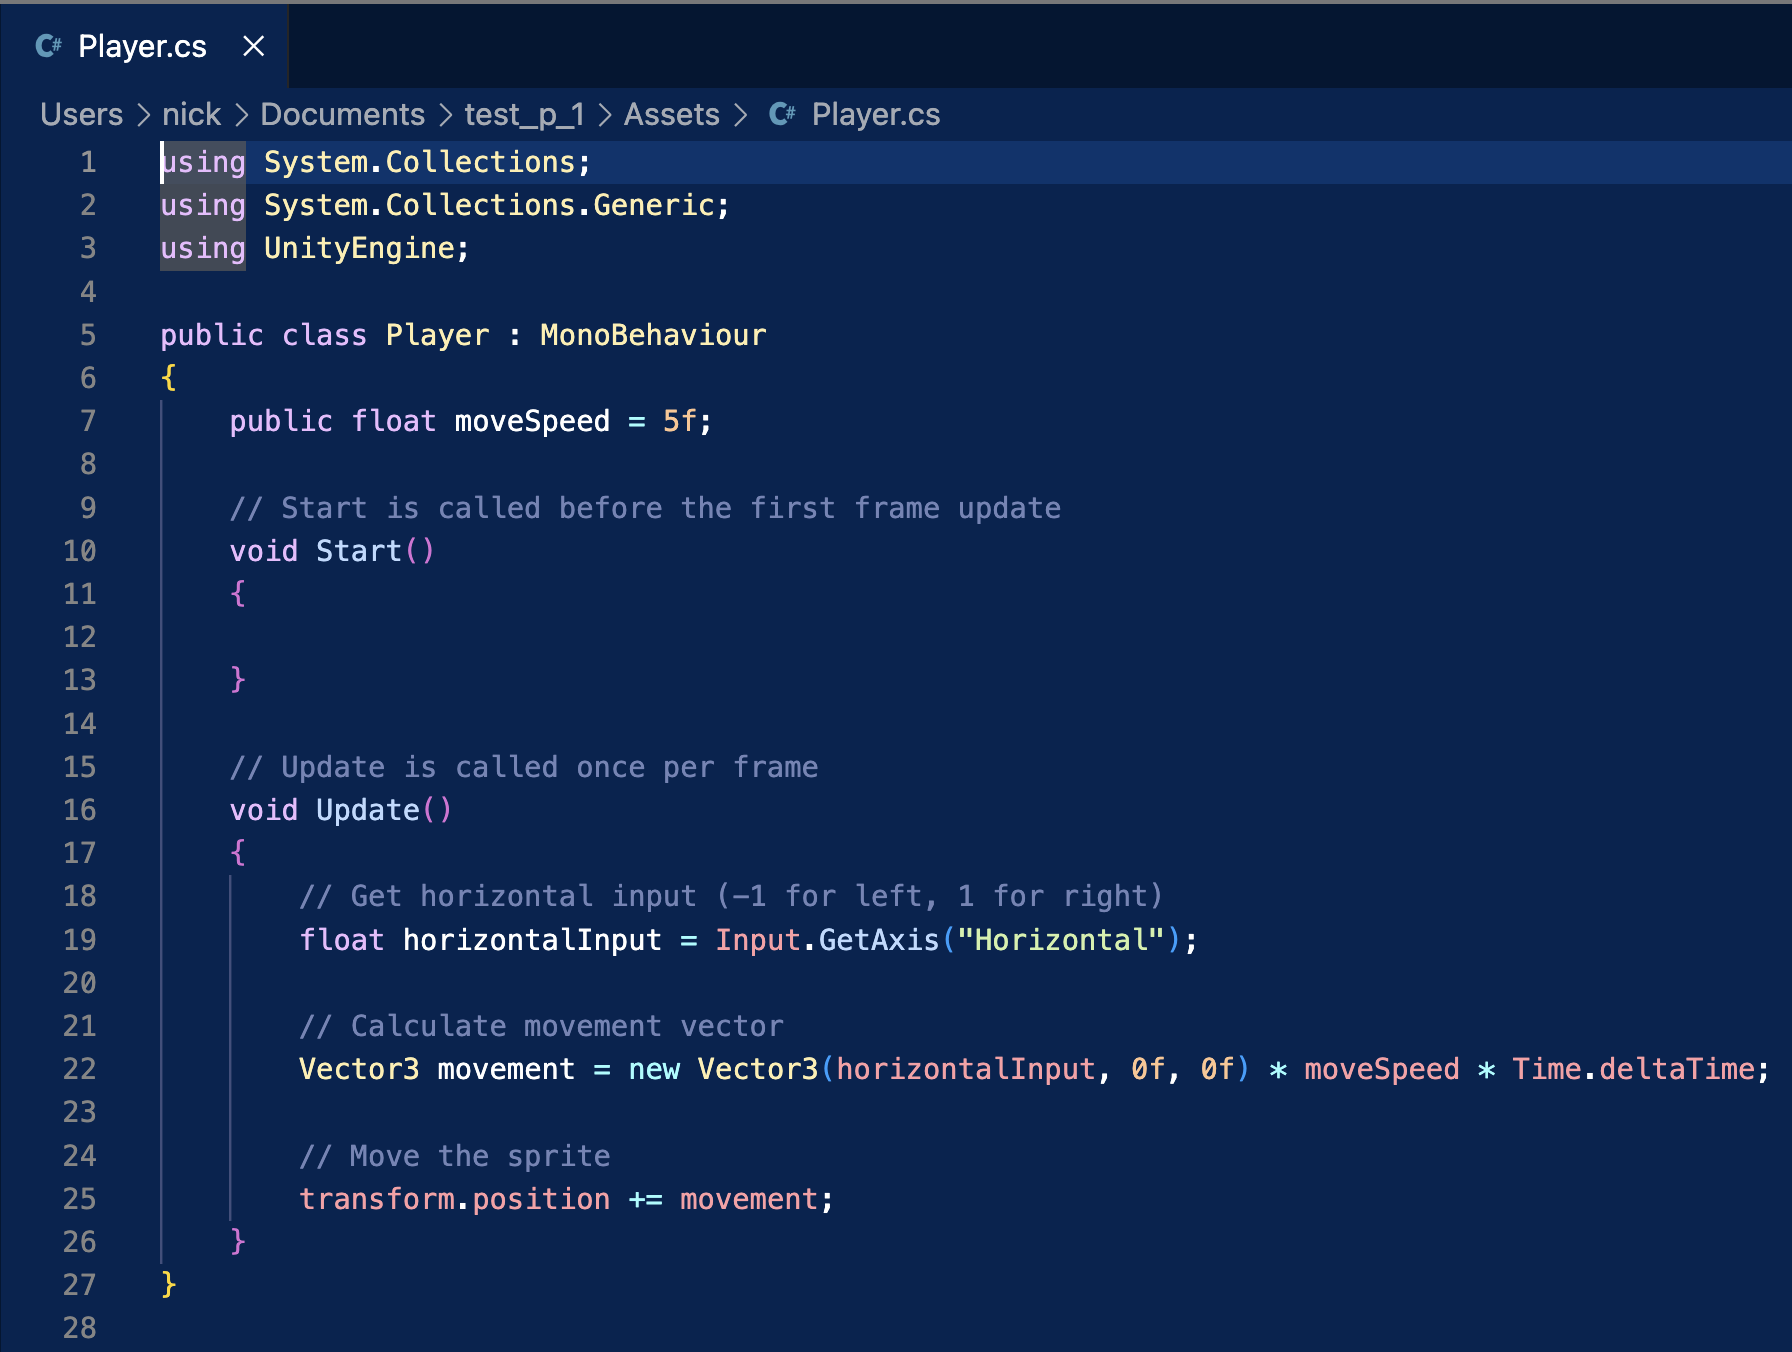 C# Player.cs ×
Users > nick > Documents > test_p_1 > Assets > C# Player.cs
1 using System.Collections;
2 using System.Collections.Generic;
3 using UnityEngine;
4
5 public class Player : MonoBehaviour
6 {
7     public float moveSpeed = 5f;
8
9     // Start is called before the first frame update
10     void Start()
11     {
12
13     }
14
15     // Update is called once per frame
16     void Update()
17     {
18         // Get horizontal input (-1 for left, 1 for right)
19         float horizontalInput = Input.GetAxis("Horizontal");
20
21         // Calculate movement vector
22         Vector3 movement = new Vector3(horizontalInput, 0f, 0f) * moveSpeed * Time.deltaTime;
23
24         // Move the sprite
25         transform.position += movement;
26     }
27 }
28